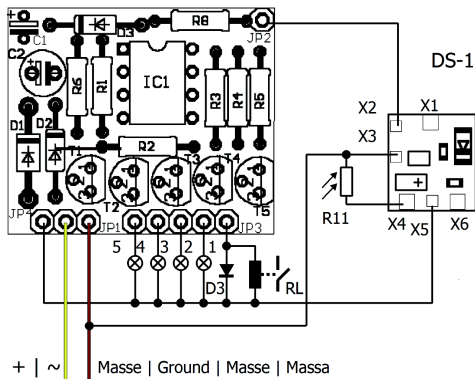 +
C1
C2
D3
R8
JP2
DS-1
R6
R1
IC1
R3
R4
R5
X2
X1
X3
D1
D2
R2
T1
T3
T4
T2
T5
R11
X4
X5
X6
+
JP4
JP1
JP3
5 4 3 2 1
D3
RL
+ | ~ Masse | Ground | Masse | Massa